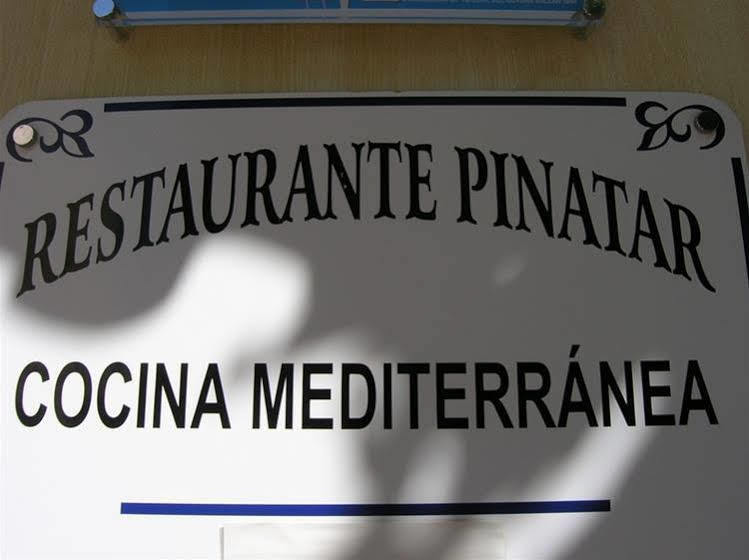 RESTAURANTE PINATAR
COCINA MEDITERRÁNEA